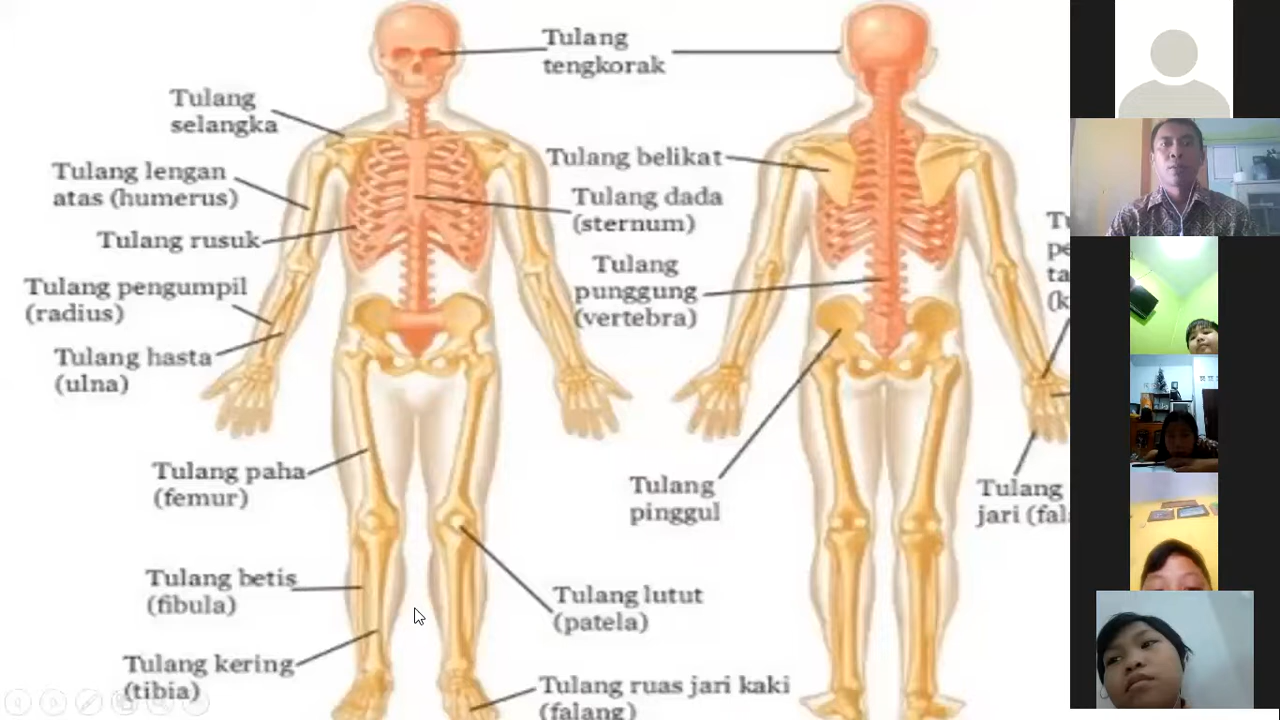 Tulang
tengkorak
Tulang
selangka
Tulang lengan
atas (humerus)
Tulang rusuk
Tulang pengumpil
(radius)
Tulang hasta
(ulna)
Tulang paha
(femur)
Tulang betis
(fibula)
Tulang kering
(tibia)
Tulang belikat
Tulang dada
(sternum)
Tulang
punggung
(vertebra)
Tulang
pinggul
Tulang lutut
(patela)
Tulang ruas jari kaki
(falang)
Tulang
jari